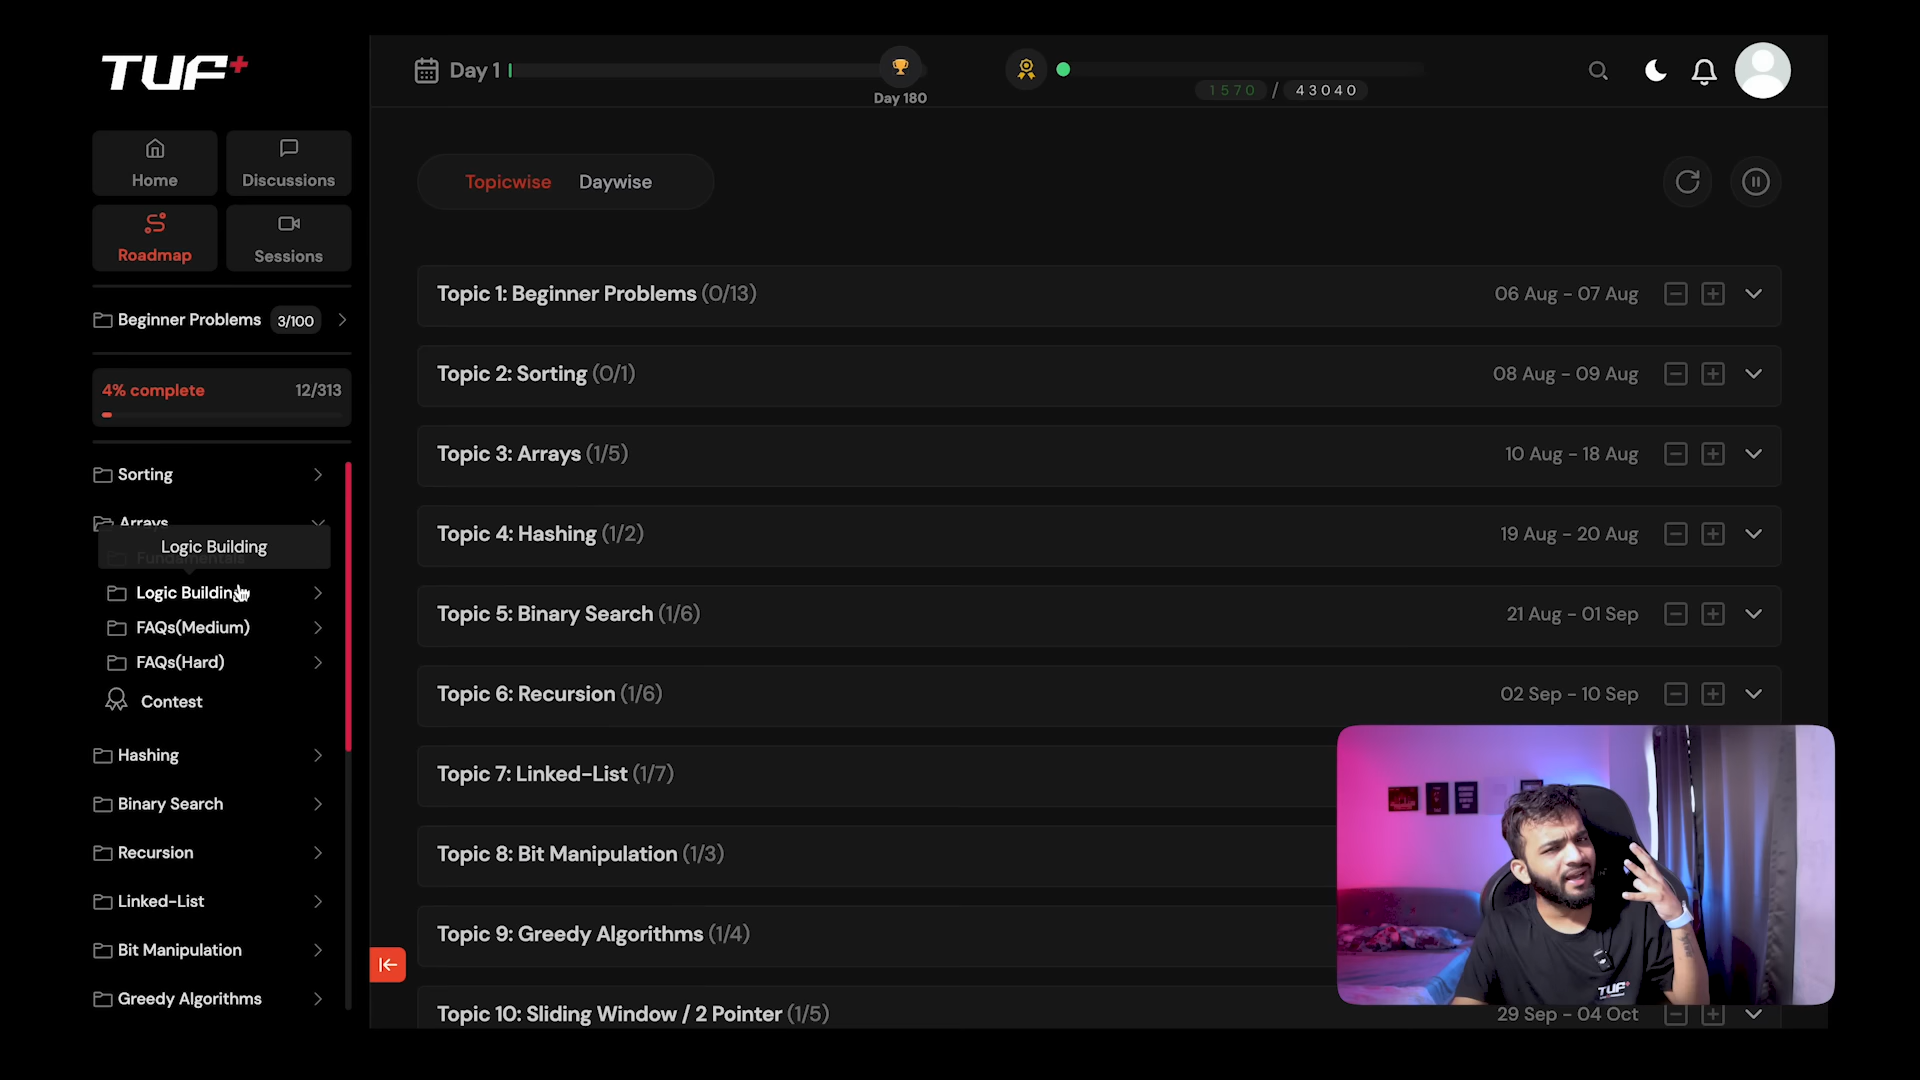 TUF+
Home
Discussions
Roadmap
Sessions
Beginner Problems 3/100
4% complete 12/313
Sorting
Arrays
Logic Building
Fundamentals
Logic Building
FAQs(Medium)
FAQs(Hard)
Contest
Hashing
Binary Search
Recursion
Linked-List
Bit Manipulation
Greedy Algorithms
Day 1
Day 180
1570 / 43040
Topicwise Daywise
Topic 1: Beginner Problems (0/13) 06 Aug - 07 Aug
Topic 2: Sorting (0/1) 08 Aug - 09 Aug
Topic 3: Arrays (1/5) 10 Aug - 18 Aug
Topic 4: Hashing (1/2) 19 Aug - 20 Aug
Topic 5: Binary Search (1/6) 21 Aug - 01 Sep
Topic 6: Recursion (1/6) 02 Sep - 10 Sep
Topic 7: Linked-List (1/7)
Topic 8: Bit Manipulation (1/3)
Topic 9: Greedy Algorithms (1/4)
Topic 10: Sliding Window / 2 Pointer (1/5) 29 Sep - 04 Oct
TUF+